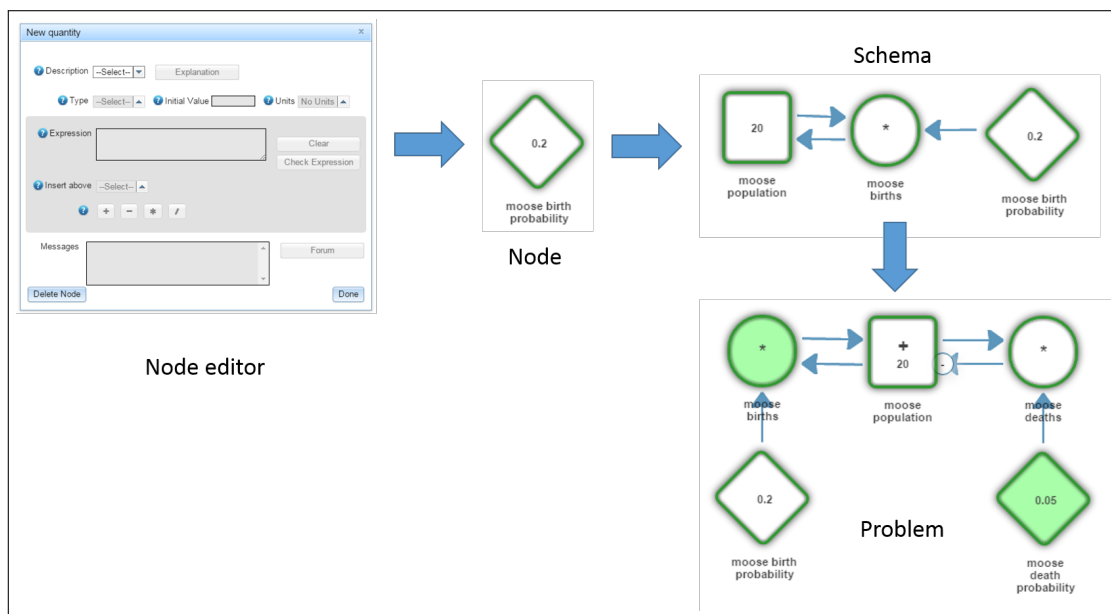 New quantity
x
? Description --Select-- Explanation
? Type --Select-- ? Initial Value ? Units No Units
? Expression
Clear
Check Expression
? Insert above --Select--
? + − * /
Messages
Forum
Delete Node
Done
Node editor
0.2
moose birth
probability
Node
Schema
20
*
0.2
moose
population
moose
births
moose birth
probability
*
+
20
-
*
moose
births
moose
population
moose
deaths
0.2
0.05
moose birth
probability
moose
death
probability
Problem